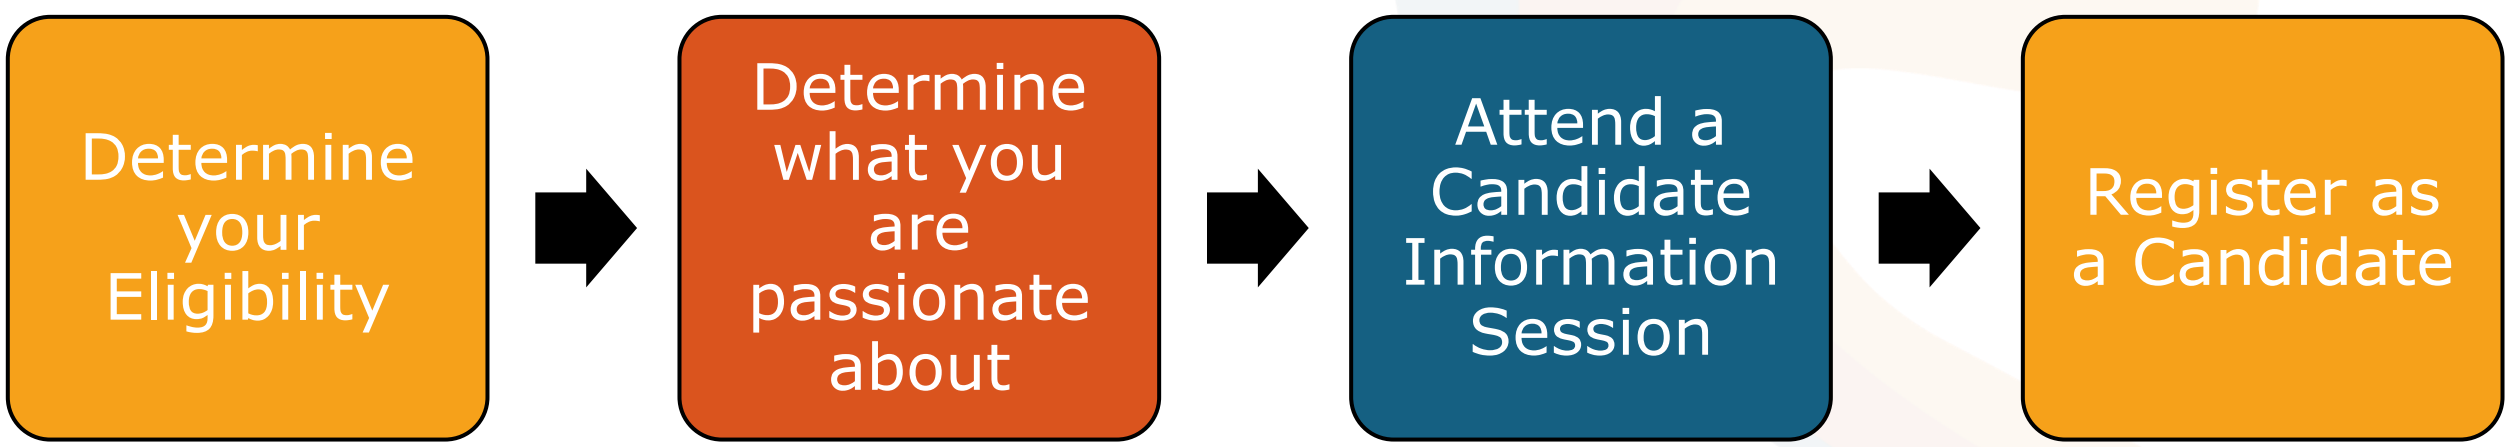 Determine
your
Eligibility
Determine
what you
are
passionate
about
Attend a
Candidate
Information
Session
Register as
a Candidate